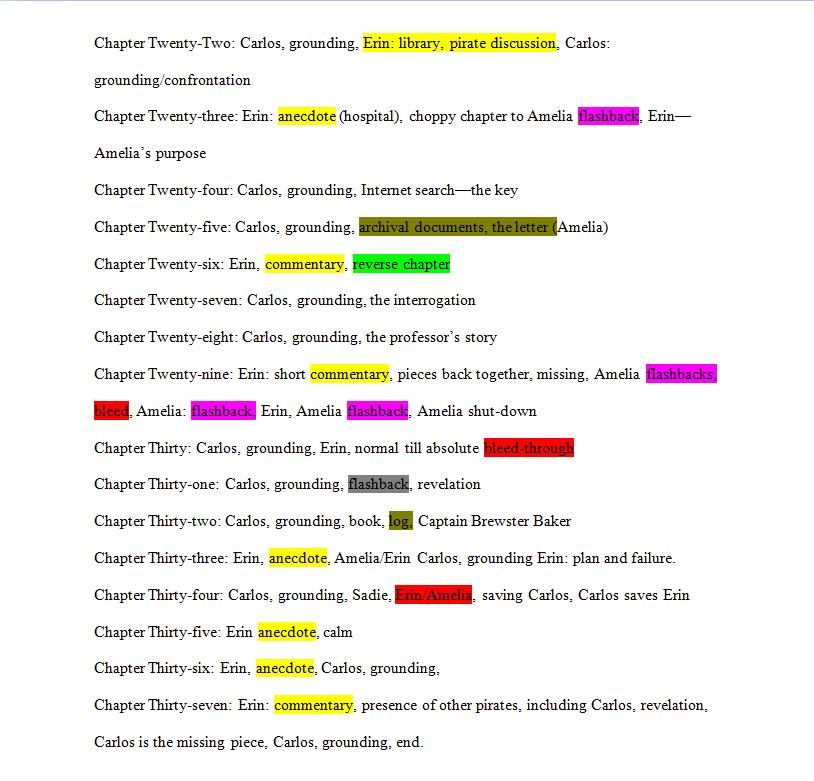 Chapter Twenty-Two: Carlos, grounding, Erin: library, pirate discussion, Carlos:
grounding/confrontation
Chapter Twenty-three: Erin: anecdote (hospital), choppy chapter to Amelia flashback, Erin—
Amelia's purpose
Chapter Twenty-four: Carlos, grounding, Internet search—the key
Chapter Twenty-five: Carlos, grounding, archival documents, the letter (Amelia)
Chapter Twenty-six: Erin, commentary, reverse chapter
Chapter Twenty-seven: Carlos, grounding, the interrogation
Chapter Twenty-eight: Carlos, grounding, the professor's story
Chapter Twenty-nine: Erin: short commentary, pieces back together, missing, Amelia flashbacks
bleed, Amelia: flashback, Erin, Amelia flashback, Amelia shut-down
Chapter Thirty: Carlos, grounding, Erin, normal till absolute bleed-through
Chapter Thirty-one: Carlos, grounding, flashback, revelation
Chapter Thirty-two: Carlos, grounding, book, log, Captain Brewster Baker
Chapter Thirty-three: Erin, anecdote, Amelia/Erin Carlos, grounding Erin: plan and failure.
Chapter Thirty-four: Carlos, grounding, Sadie, Erin/Amelia, saving Carlos, Carlos saves Erin
Chapter Thirty-five: Erin anecdote, calm
Chapter Thirty-six: Erin, anecdote, Carlos, grounding,
Chapter Thirty-seven: Erin: commentary, presence of other pirates, including Carlos, revelation,
Carlos is the missing piece, Carlos, grounding, end.